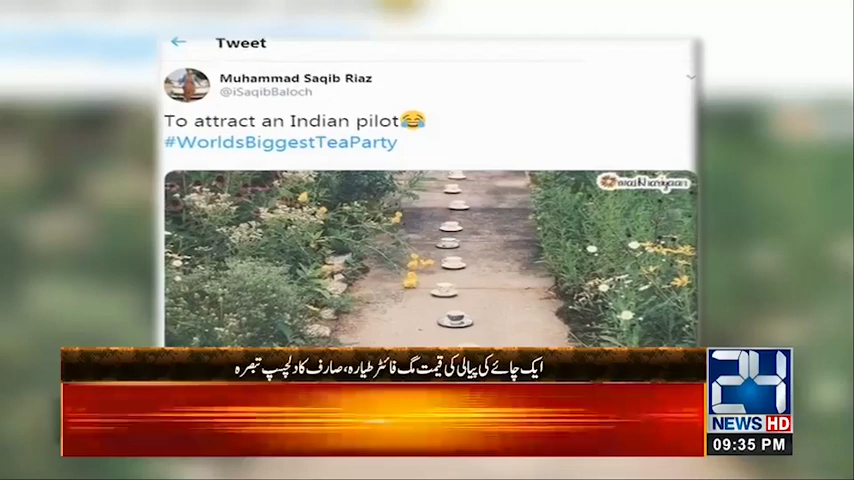 Tweet
Muhammad Saqib Riaz
@iSaqibBaloch
To attract an Indian pilot😂
#WorldsBiggestTeaParty
ایک چائے کی پیالی کی قیمت مگ فائٹر طیارہ، صارف کا دلچسپ تبصرہ
24
NEWS HD
09:35 PM